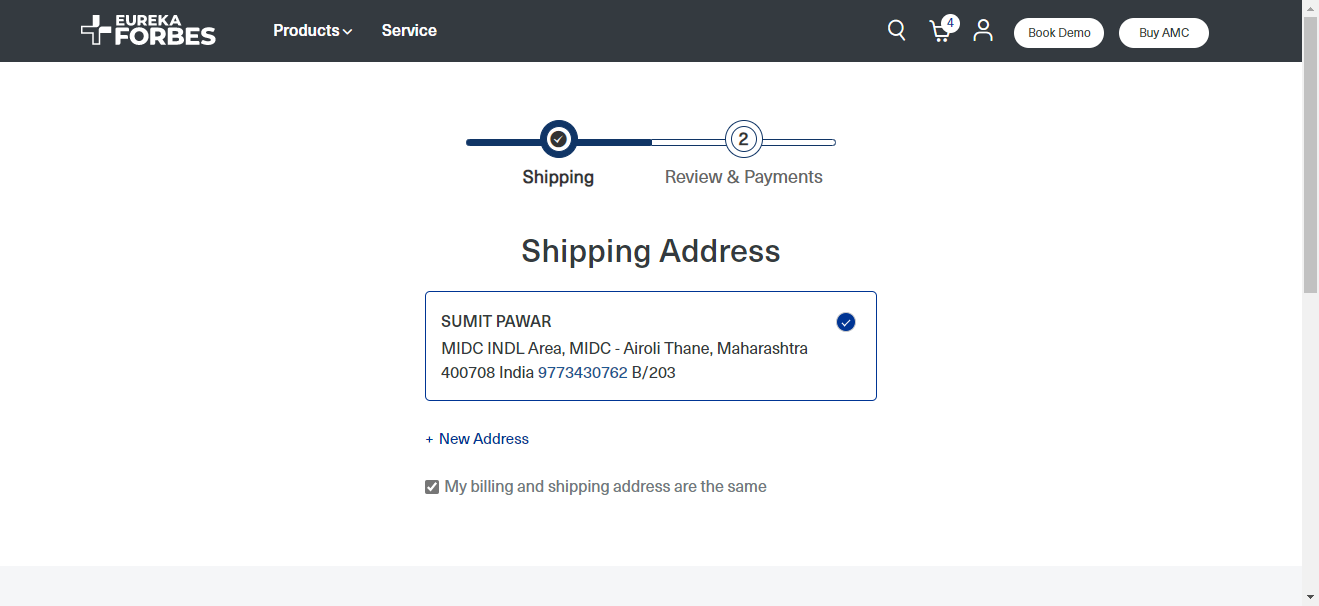 EUREKA
FORBES
Products
Service
4
Book Demo
Buy AMC
2
Shipping
Review & Payments
Shipping Address
SUMIT PAWAR
MIDC INDL Area, MIDC - Airoli Thane, Maharashtra
400708 India 9773430762 B/203
+ New Address
My billing and shipping address are the same